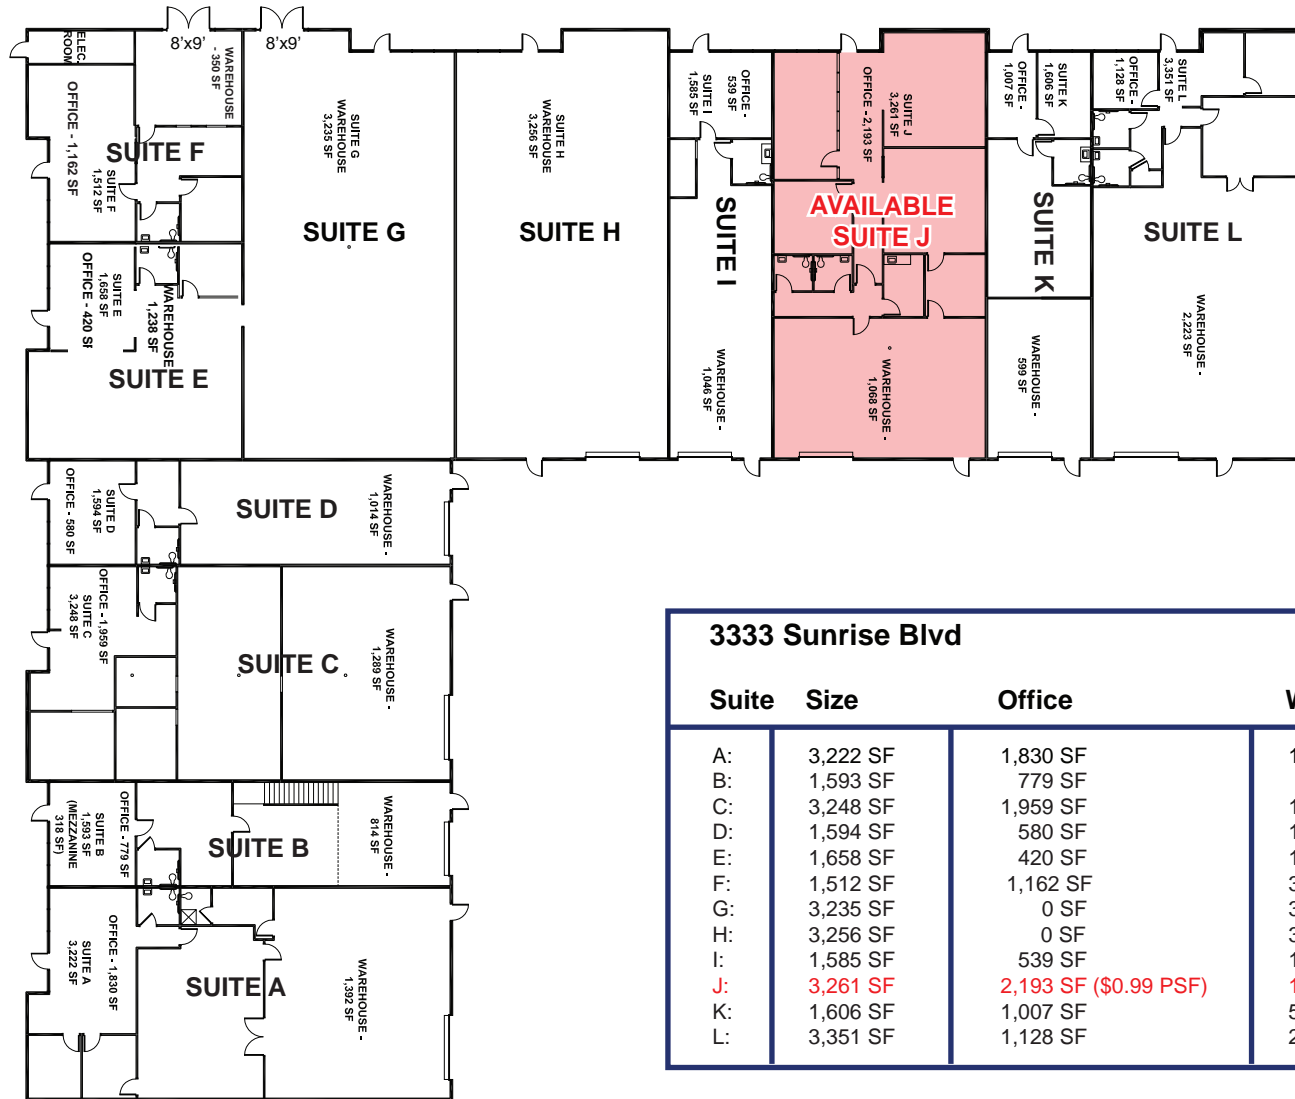 8'x9'
8'x9'
ELEC.
ROOM
WAREHOUSE
- 350 SF
OFFICE - 1,162 SF
SUITE F
SUITE F
1,512 SF
SUITE G
WAREHOUSE
3,235 SF
SUITE G
SUITE H
WAREHOUSE
3,256 SF
SUITE H
OFFICE -
539 SF
SUITE I
1,585 SF
SUITE I
WAREHOUSE -
1,046 SF
SUITE J
3,261 SF
OFFICE - 2,193 SF
AVAILABLE
SUITE J
WAREHOUSE -
1,068 SF
SUITE K
1,606 SF
OFFICE -
1,007 SF
SUITE K
WAREHOUSE -
599 SF
SUITE L
3,351 SF
OFFICE -
1,128 SF
SUITE L
WAREHOUSE -
2,223 SF
SUITE E
1,658 SF
OFFICE - 420 SF
WAREHOUSE
1,238 SF
SUITE E
SUITE D
1,594 SF
OFFICE - 580 SF
SUITE D
WAREHOUSE -
1,014 SF
OFFICE - 1,959 SF
SUITE C
3,248 SF
SUITE C
WAREHOUSE -
1,289 SF
OFFICE - 779 SF
SUITE B
1,593 SF
(MEZZANINE
318 SF)
SUITE B
WAREHOUSE -
814 SF
OFFICE - 1,830 SF
SUITE A
3,222 SF
SUITE A
WAREHOUSE -
1,392 SF
3333 Sunrise Blvd
Suite Size Office W
A: 3,222 SF 1,830 SF 1
B: 1,593 SF 779 SF
C: 3,248 SF 1,959 SF 1
D: 1,594 SF 580 SF 1
E: 1,658 SF 420 SF 1
F: 1,512 SF 1,162 SF 3
G: 3,235 SF 0 SF 3
H: 3,256 SF 0 SF 3
I: 1,585 SF 539 SF 1
J: 3,261 SF 2,193 SF ($0.99 PSF) 1
K: 1,606 SF 1,007 SF 5
L: 3,351 SF 1,128 SF 2